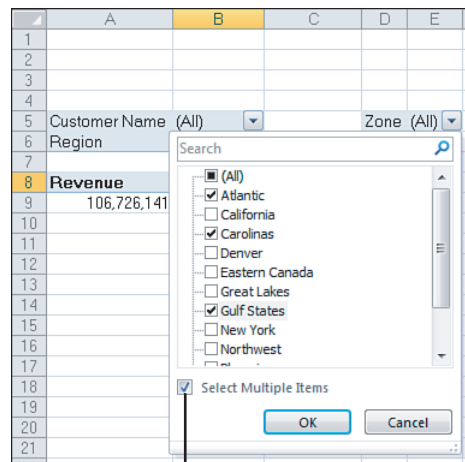 A B C D E
1
2
3
4
5 Customer Name (All) Zone (All)
6 Region
Search
7
(All)
8 Revenue
Atlantic
9 106,726,141
California
10
Carolinas
11
Denver
12
Eastern Canada
13
Great Lakes
14
Gulf States
15
New York
16
Northwest
17
18
Select Multiple Items
19
20
OK Cancel
21